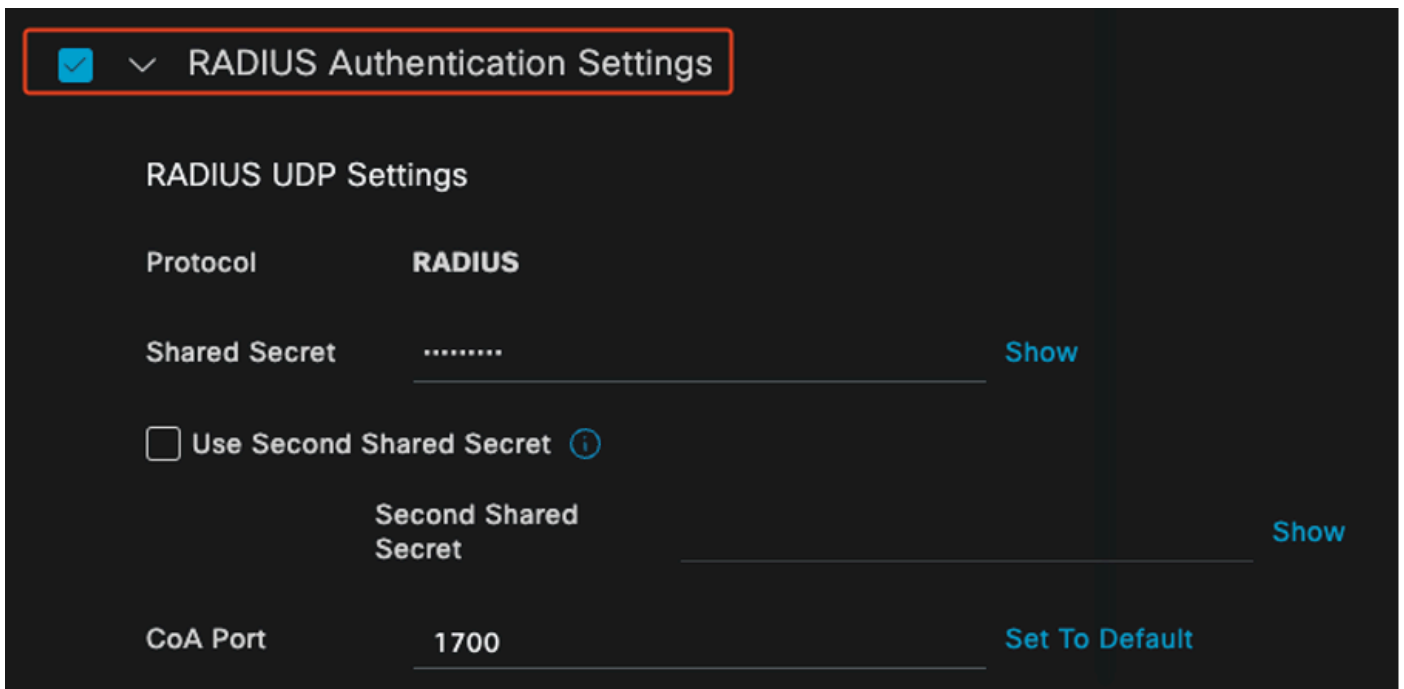 RADIUS Authentication Settings
RADIUS UDP Settings
Protocol RADIUS
Shared Secret ········· Show
Use Second Shared Secret
Second Shared
Secret
Show
CoA Port 1700 Set To Default